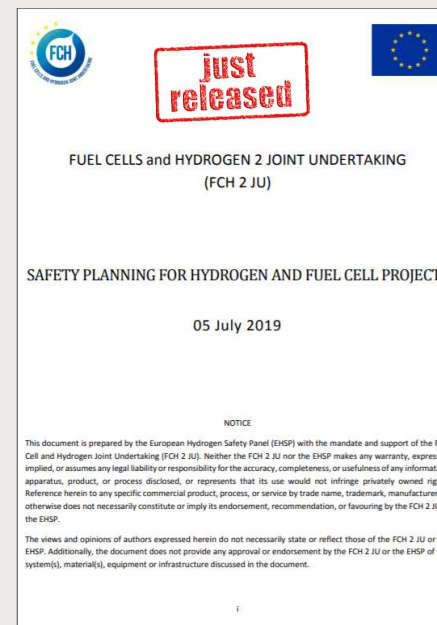 FCH
FUEL CELLS AND HYDROGEN JOINT UNDERTAKING
just
released
FUEL CELLS and HYDROGEN 2 JOINT UNDERTAKING
(FCH 2 JU)
SAFETY PLANNING FOR HYDROGEN AND FUEL CELL PROJECT
05 July 2019
NOTICE
This document is prepared by the European Hydrogen Safety Panel (EHSP) with the mandate and support of the F
Cell and Hydrogen Joint Undertaking (FCH 2 JU). Neither the FCH 2 JU nor the EHSP makes any warranty, express
implied, or assumes any legal liability or responsibility for the accuracy, completeness, or usefulness of any informati
apparatus, product, or process disclosed, or represents that its use would not infringe privately owned rig
Reference herein to any specific commercial product, process, or service by trade name, trademark, manufacturer
otherwise does not necessarily constitute or imply its endorsement, recommendation, or favouring by the FCH 2 JU
the EHSP.
The views and opinions of authors expressed herein do not necessarily state or reflect those of the FCH 2 JU or
EHSP. Additionally, the document does not provide any approval or endorsement by the FCH 2 JU or the EHSP of
system(s), material(s), equipment or infrastructure discussed in the document.
i